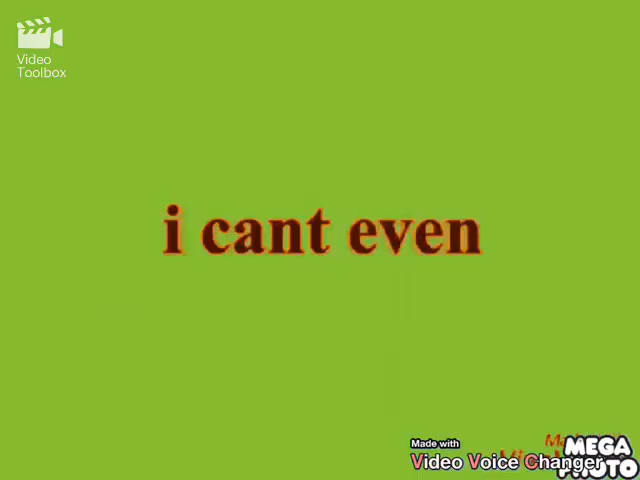 Video
Toolbox
i cant even
Made with
MEGA
Video Voice Changer
PHOTO